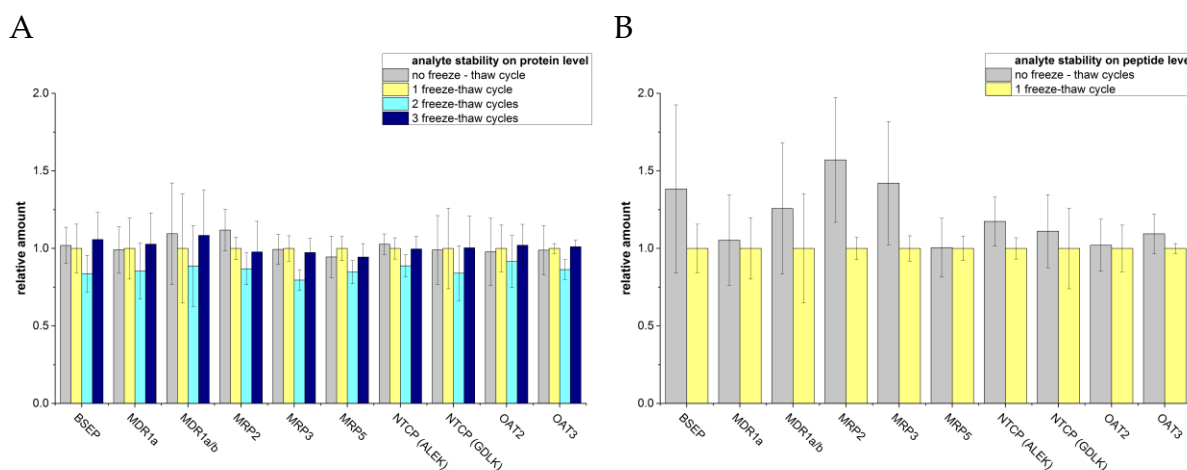 A
analyte stability on protein level
no freeze - thaw cycle
1 freeze-thaw cycle
2 freeze-thaw cycles
3 freeze-thaw cycles
2.0
1.5
1.0
0.5
0.0
relative amount
BSEP
MDR1a
MDR1a/b
MRP2
MRP3
MRP5
NTCP (ALEK)
NTCP (GDLK)
OAT2
OAT3
B
analyte stability on peptide level
no freeze - thaw cycles
1 freeze-thaw cycle
2.0
1.5
1.0
0.5
0.0
relative amount
BSEP
MDR1a
MDR1a/b
MRP2
MRP3
MRP5
NTCP (ALEK)
NTCP (GDLK)
OAT2
OAT3